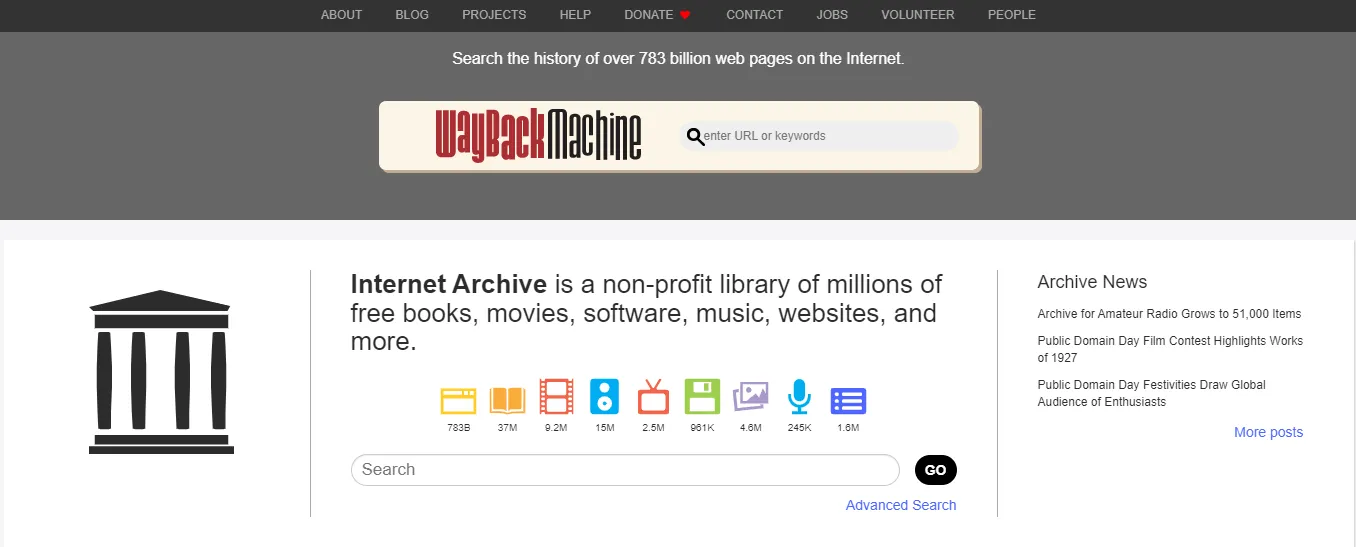 ABOUT BLOG PROJECTS HELP DONATE CONTACT JOBS VOLUNTEER PEOPLE
Search the history of over 783 billion web pages on the Internet.
WayBackMachine
enter URL or keywords
Internet Archive is a non-profit library of millions of
free books, movies, software, music, websites, and
more.
783B 37M 9.2M 15M 2.5M 961K 4.6M 245K 1.6M
Search
GO
Advanced Search
Archive News
Archive for Amateur Radio Grows to 51,000 Items
Public Domain Day Film Contest Highlights Works
of 1927
Public Domain Day Festivities Draw Global
Audience of Enthusiasts
More posts